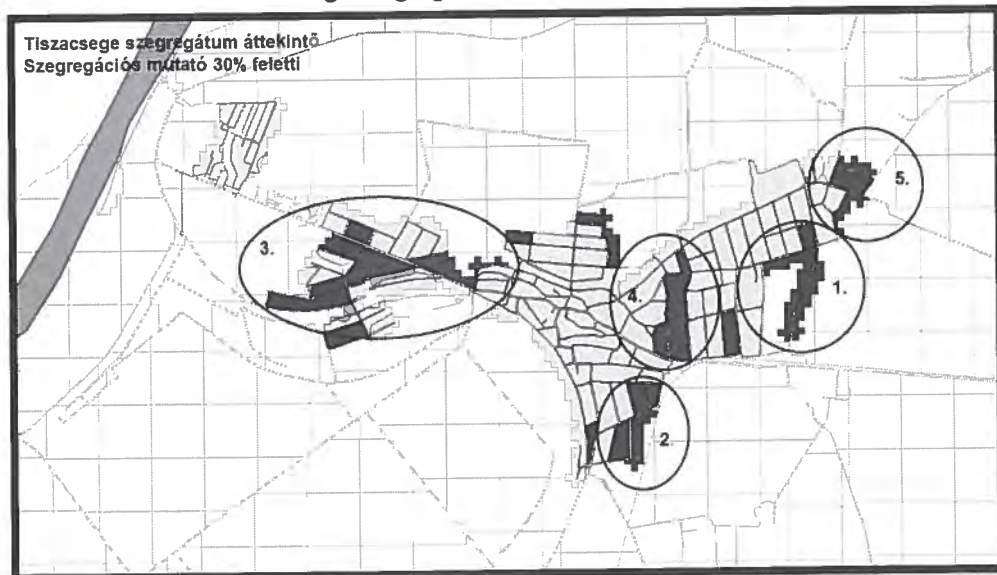 Tiszacsege szegregátum áttekintő
Szegregációs mutató 30% feletti
5.
3.
4.
1.
2.